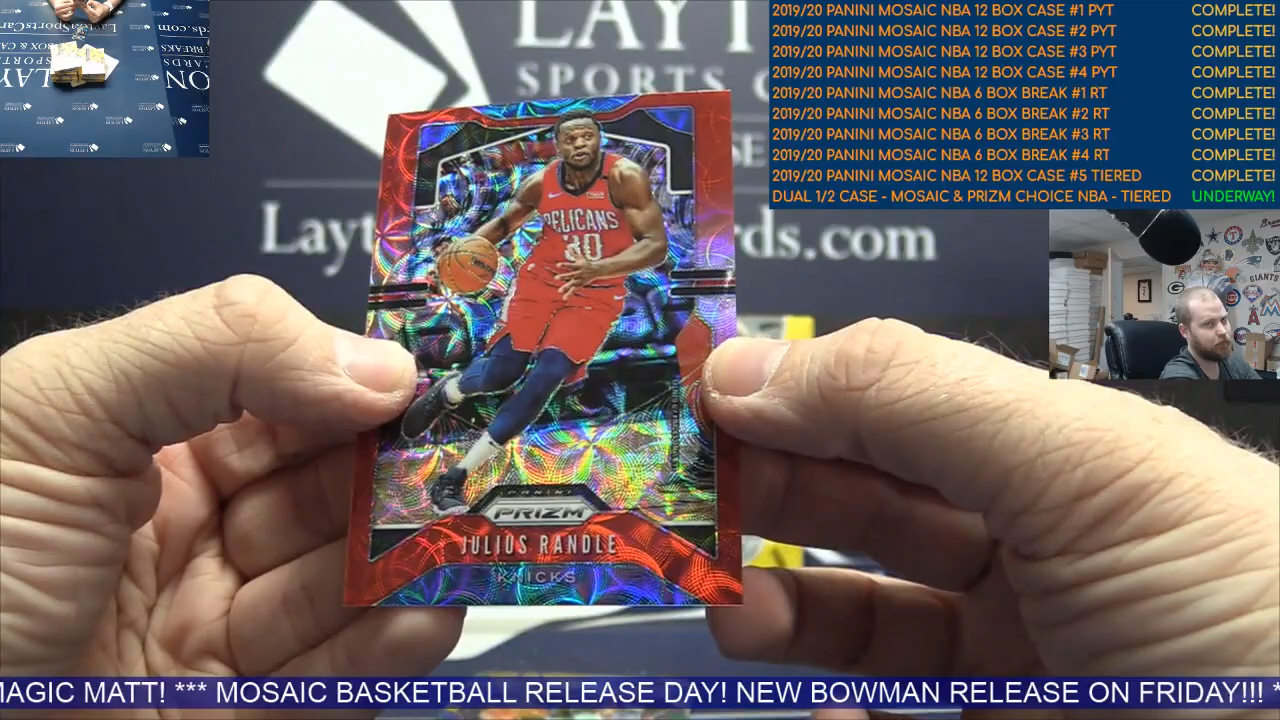 2019/20 PANINI MOSAIC NBA 12 BOX CASE #1 PYT COMPLETE!
2019/20 PANINI MOSAIC NBA 12 BOX CASE #2 PYT COMPLETE!
2019/20 PANINI MOSAIC NBA 12 BOX CASE #3 PYT COMPLETE!
2019/20 PANINI MOSAIC NBA 12 BOX CASE #4 PYT COMPLETE!
2019/20 PANINI MOSAIC NBA 6 BOX BREAK #1 RT COMPLETE!
2019/20 PANINI MOSAIC NBA 6 BOX BREAK #2 RT COMPLETE!
2019/20 PANINI MOSAIC NBA 6 BOX BREAK #3 RT COMPLETE!
2019/20 PANINI MOSAIC NBA 6 BOX BREAK #4 RT COMPLETE!
2019/20 PANINI MOSAIC NBA 12 BOX CASE #5 TIERED COMPLETE!
DUAL 1/2 CASE - MOSAIC & PRIZM CHOICE NBA - TIERED UNDERWAY!
LAYT
SPORTS C
Layt rds.com
GIANTS
PELICANS
30
PANINI
PRIZM
JULIUS RANDLE
KNICKS
MAGIC MATT! *** MOSAIC BASKETBALL RELEASE DAY! NEW BOWMAN RELEASE ON FRIDAY!!! *